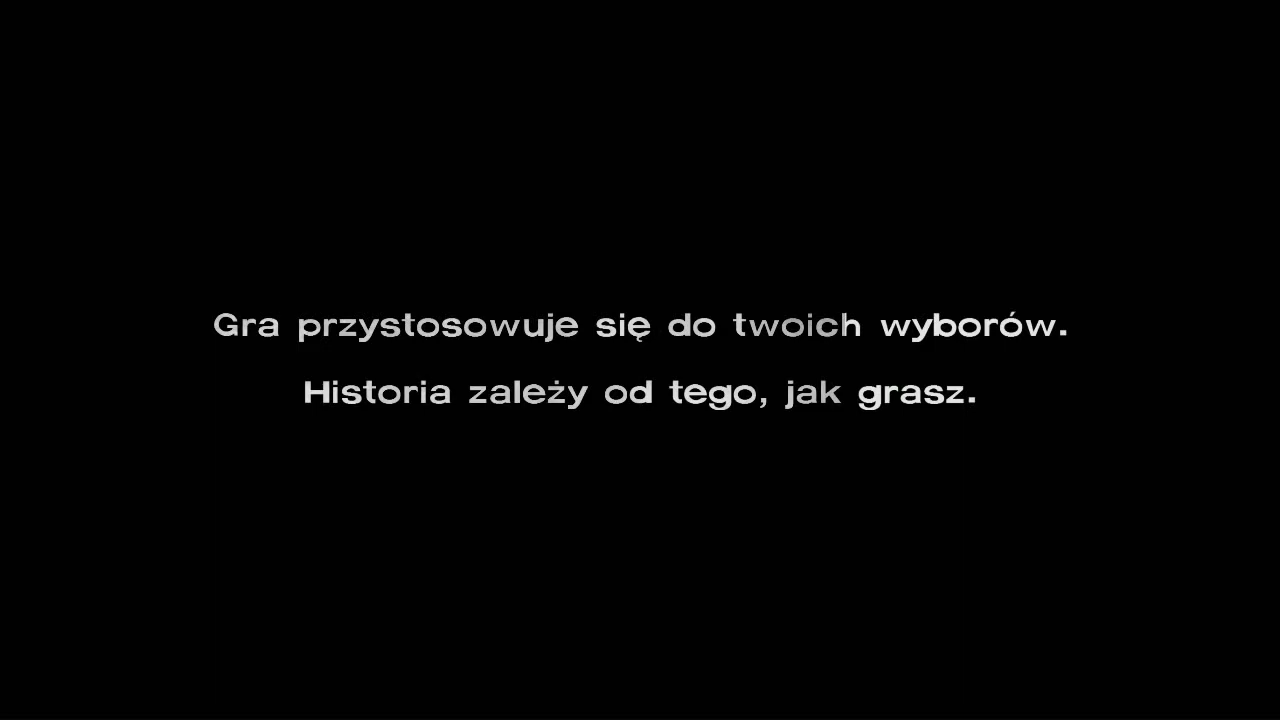 Gra przystosowuje się do twoich wyborów.
Historia zależy od tego, jak grasz.